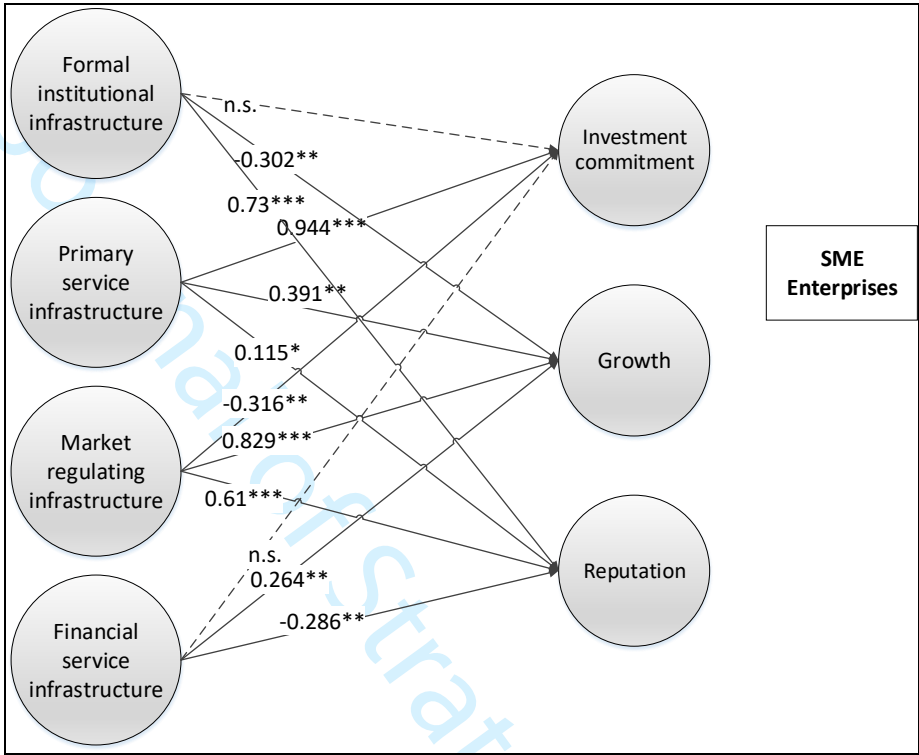 Formal
institutional
infrastructure
Primary
service
infrastructure
Market
regulating
infrastructure
Financial
service
infrastructure
n.s.
-0.302**
0.73***
0.944***
0.391**
0.115*
-0.316**
0.829***
0.61***
n.s.
0.264**
-0.286**
Investment
commitment
Growth
Reputation
SME
Enterprises